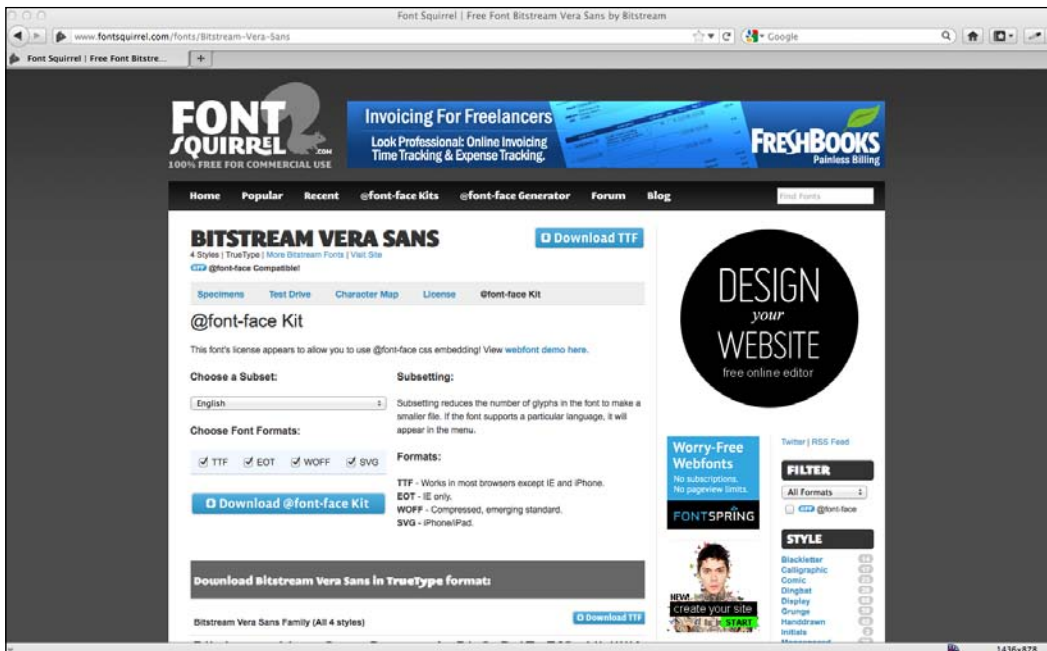 Font Squirrel | Free Font Bitstream Vera Sans by Bitstream
www.fontsquirrel.com/fonts/Bitstream-Vera-Sans
Google
Font Squirrel | Free Font Bitstre...
FONT
SQUIRREL .COM
100% FREE FOR COMMERCIAL USE
Invoicing For Freelancers
Look Professional: Online Invoicing
Time Tracking & Expense Tracking.
FRESHBOOKS
Painless Billing
Home Popular Recent @font-face Kits @font-face Generator Forum Blog
Find Fonts
BITSTREAM VERA SANS
Download TTF
4 Styles | TrueType | More Bitstream Fonts | Visit Site
@font-face Compatible!
Specimens Test Drive Character Map License @font-face Kit
@font-face Kit
This font's license appears to allow you to use @font-face css embedding! View webfont demo here.
Choose a Subset:
English
Choose Font Formats:
TTF EOT WOFF SVG
Download @font-face Kit
Subsetting:
Subsetting reduces the number of glyphs in the font to make a
smaller file. If the font supports a particular language, it will
appear in the menu.
Formats:
TTF - Works in most browsers except IE and iPhone.
EOT - IE only.
WOFF - Compressed, emerging standard.
SVG - iPhone/iPad.
Download Bitstream Vera Sans in TrueType format:
Bitstream Vera Sans Family (All 4 styles)
Download TTF
DESIGN
your
WEBSITE
free online editor
Worry-Free
Webfonts
No subscriptions.
No pageview limits.
FONTSPRING
NEW!
create your site
START
Twitter | RSS Feed
FILTER
All Formats
@font-face
STYLE
Blackletter
Calligraphic
Comic
Dingbat
Display
Grunge
Handdrawn
Initials
1436x878